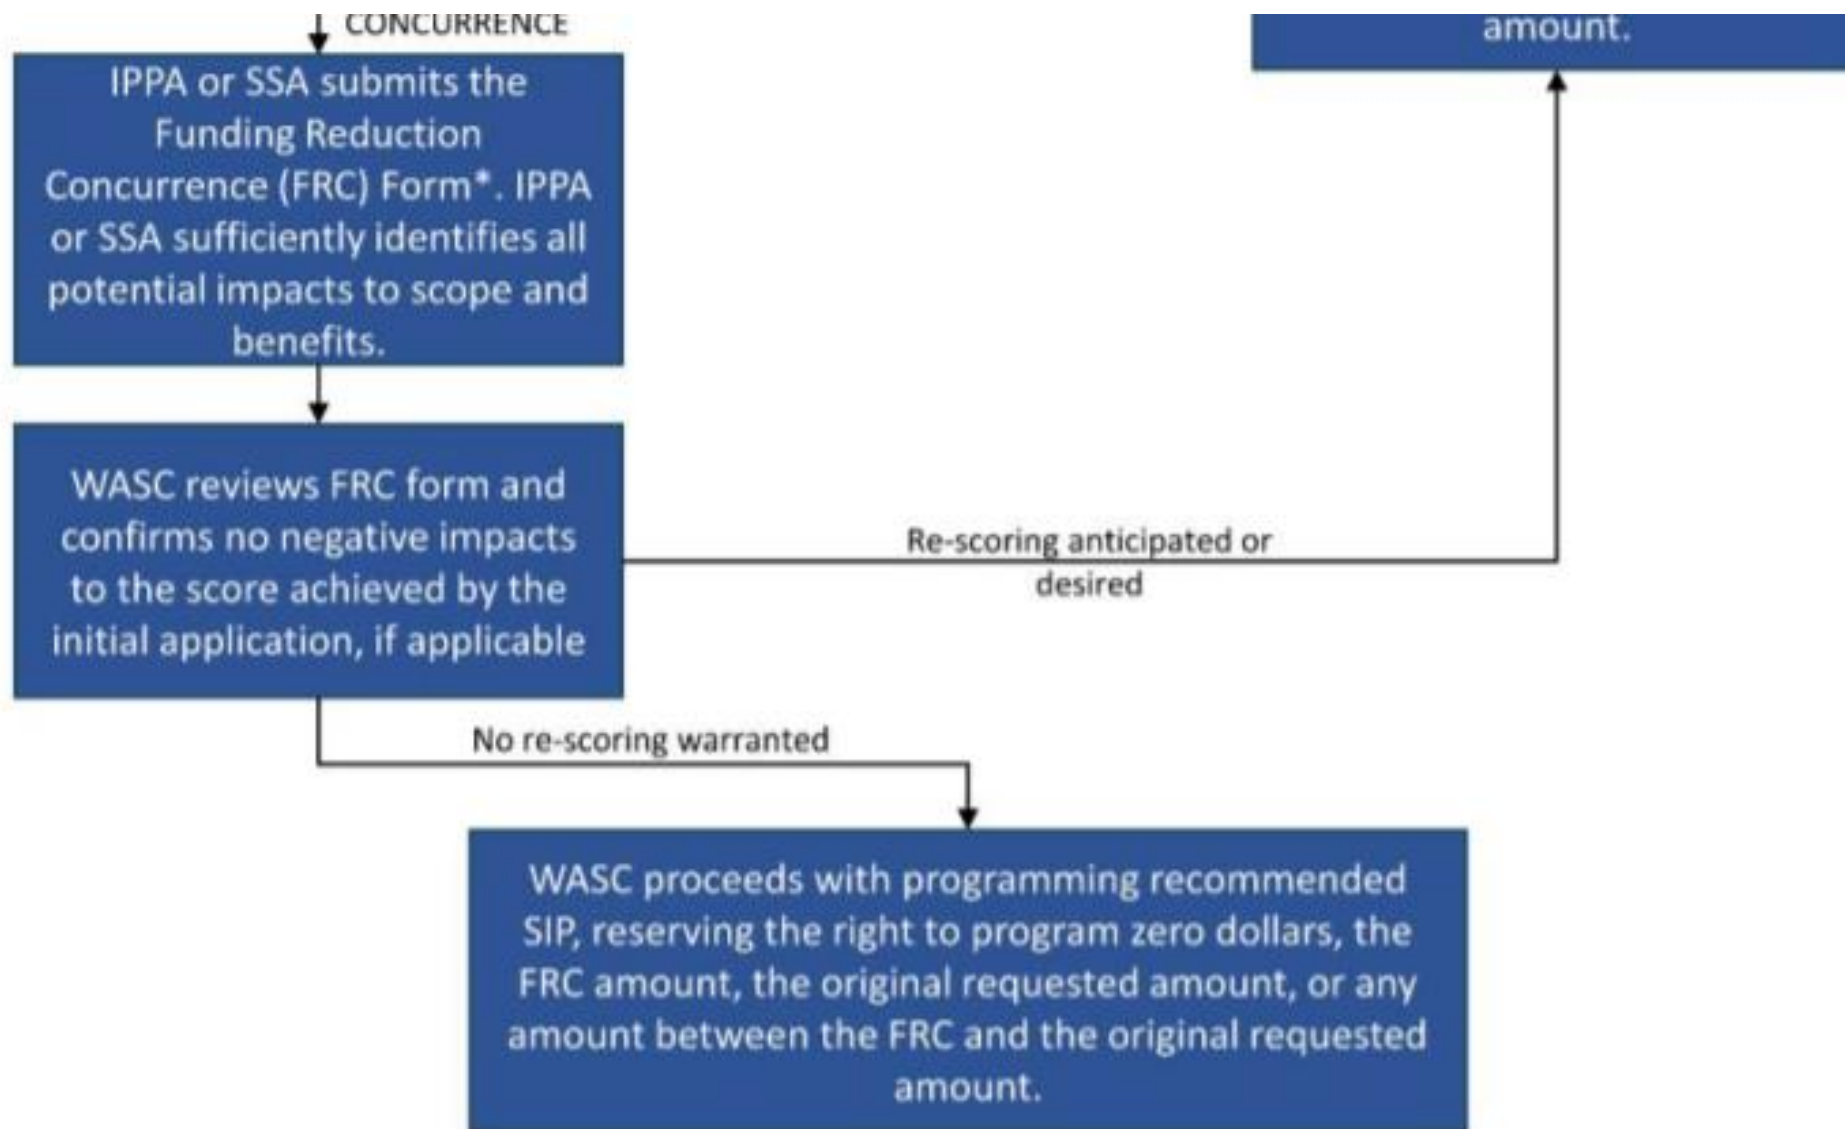 CONCURRENCE
amount.
IPPA or SSA submits the
Funding Reduction
Concurrence (FRC) Form*. IPPA
or SSA sufficiently identifies all
potential impacts to scope and
benefits.
WASC reviews FRC form and
confirms no negative impacts
to the score achieved by the
initial application, if applicable
Re-scoring anticipated or
desired
No re-scoring warranted
WASC proceeds with programming recommended
SIP, reserving the right to program zero dollars, the
FRC amount, the original requested amount, or any
amount between the FRC and the original requested
amount.